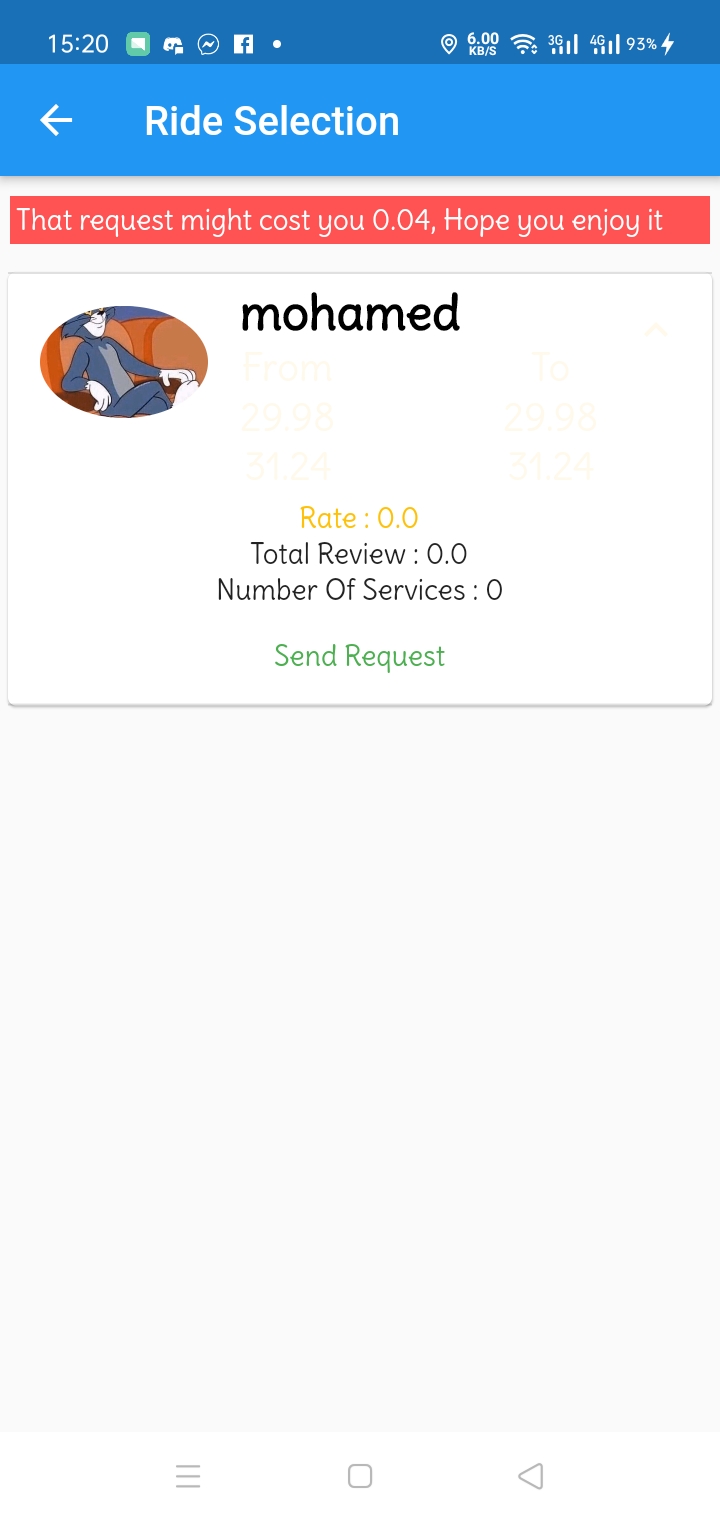 15:20 6.00 KB/S 3G 4G 93%
Ride Selection
That request might cost you 0.04, Hope you enjoy it
mohamed
From To
29.98 29.98
31.24 31.24
Rate : 0.0
Total Review : 0.0
Number Of Services : 0
Send Request